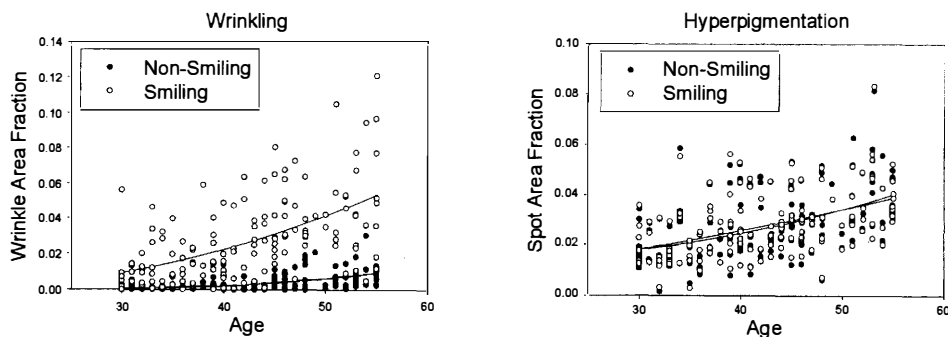 Wrinkling
Wrinkle Area Fraction
0.14
0.12
0.10
0.08
0.06
0.04
0.02
0.00
Non-Smiling
Smiling
30
40
50
60
Age
Hyperpigmentation
Spot Area Fraction
0.10
0.08
0.06
0.04
0.02
0.00
Non-Smiling
Smiling
30
40
50
60
Age